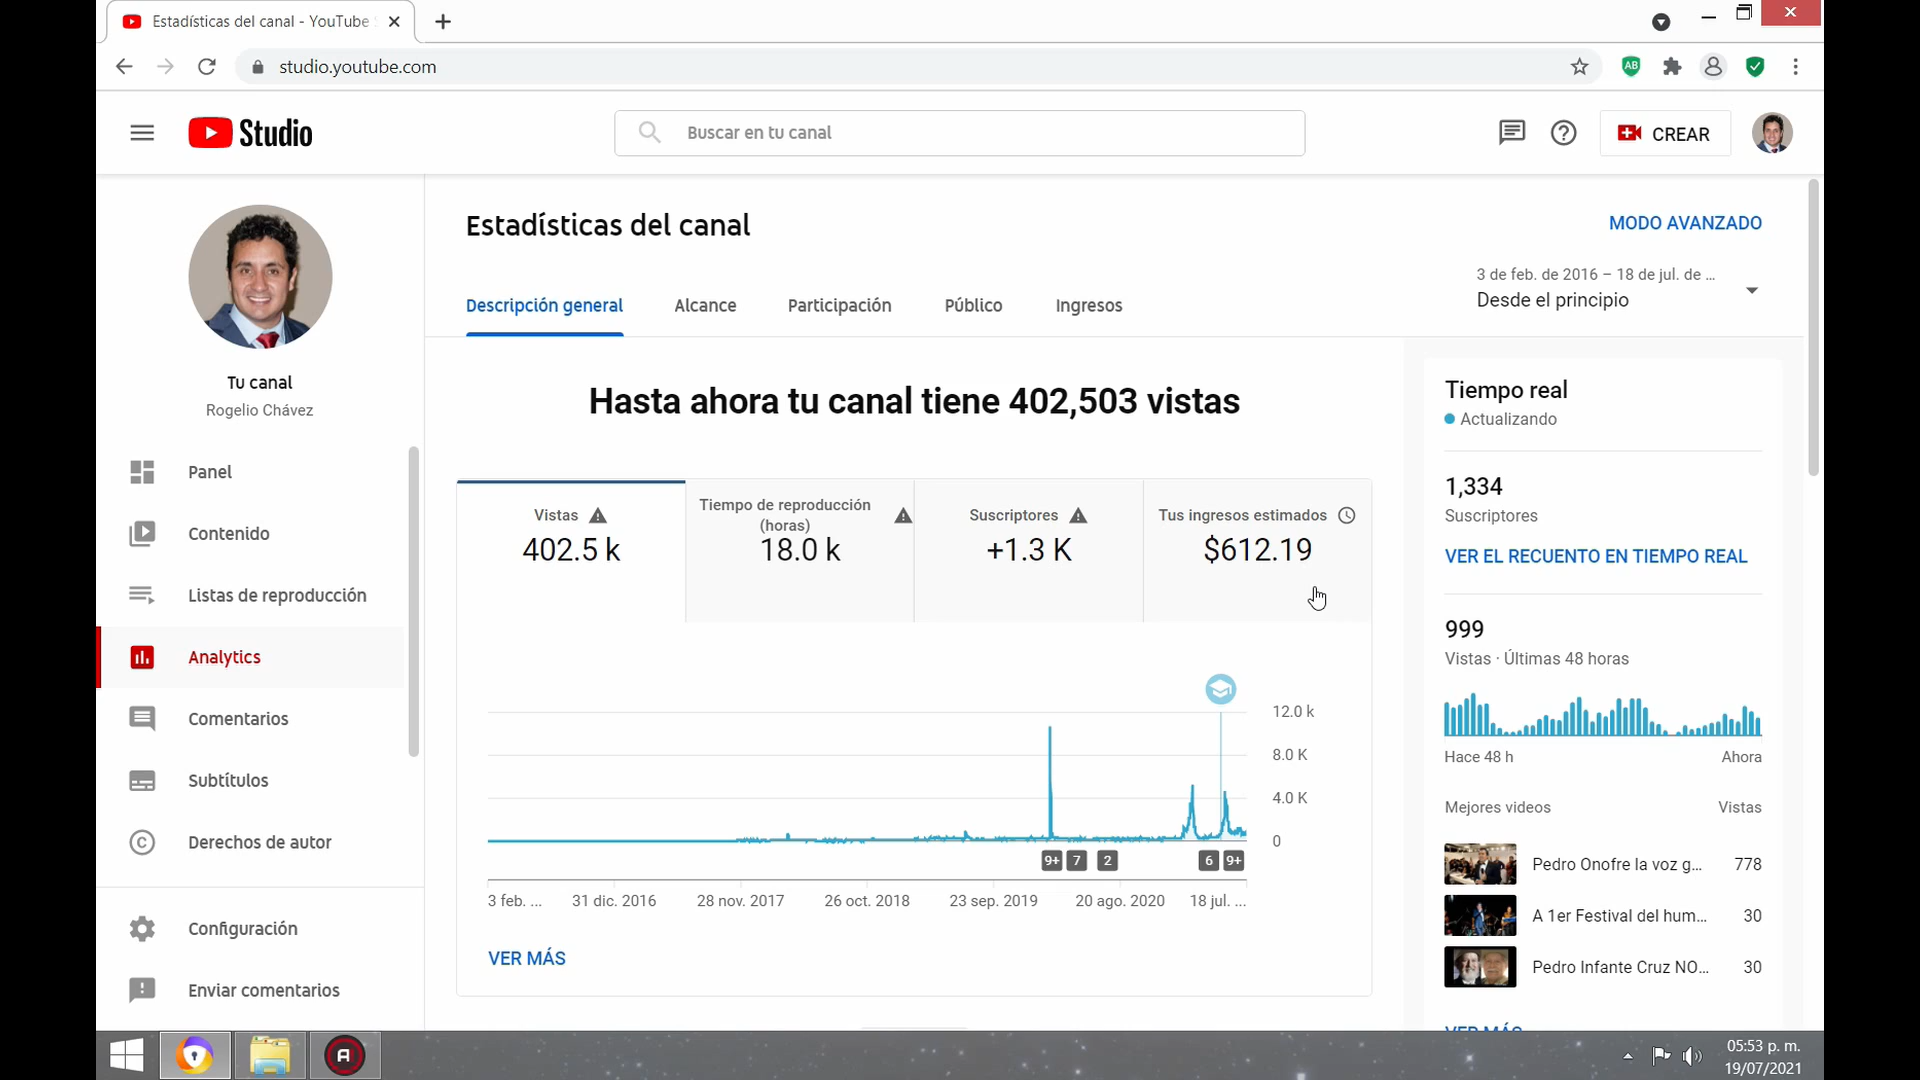 Estadísticas del canal - YouTube
studio.youtube.com
AB
Studio
Buscar en tu canal
CREAR
Tu canal
Rogelio Chávez
Panel
Contenido
Listas de reproducción
Analytics
Comentarios
Subtítulos
Derechos de autor
Configuración
Enviar comentarios
Estadísticas del canal
MODO AVANZADO
3 de feb. de 2016 – 18 de jul. de ...
Desde el principio
Descripción general
Alcance
Participación
Público
Ingresos
Hasta ahora tu canal tiene 402,503 vistas
Vistas
402.5 k
Tiempo de reproducción
(horas)
18.0 k
Suscriptores
+1.3 K
Tus ingresos estimados
$612.19
12.0 k
8.0 K
4.0 K
0
9+ 7 2 6 9+
3 feb. ... 31 dic. 2016 28 nov. 2017 26 oct. 2018 23 sep. 2019 20 ago. 2020 18 jul. ...
VER MÁS
Tiempo real
Actualizando
1,334
Suscriptores
VER EL RECUENTO EN TIEMPO REAL
999
Vistas · Últimas 48 horas
Hace 48 h Ahora
Mejores videos Vistas
Pedro Onofre la voz g... 778
A 1er Festival del hum... 30
Pedro Infante Cruz NO... 30
VER MÁS
05:53 p. m.
19/07/2021